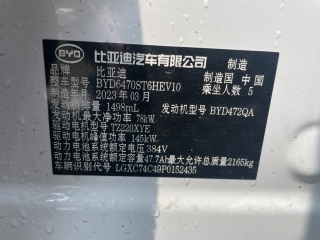 BYD 比亚迪汽车有限公司 制造
品牌 比亚迪 制造国 中国
整车型号 BYD6470ST6HEV10 乘坐人数 5
制造年月 2023年03月
发动机排量 1498mL 发动机型号 BYD472QA
发动机最大净功率 78kW
驱动电机型号 TZ220XYE
驱动电机峰值功率 145kW
动力电池系统额定电压 384V
动力电池系统额定容量 47.7Ah 最大允许总质量 2165kg
车辆识别代号 LGXC74C49P0152435